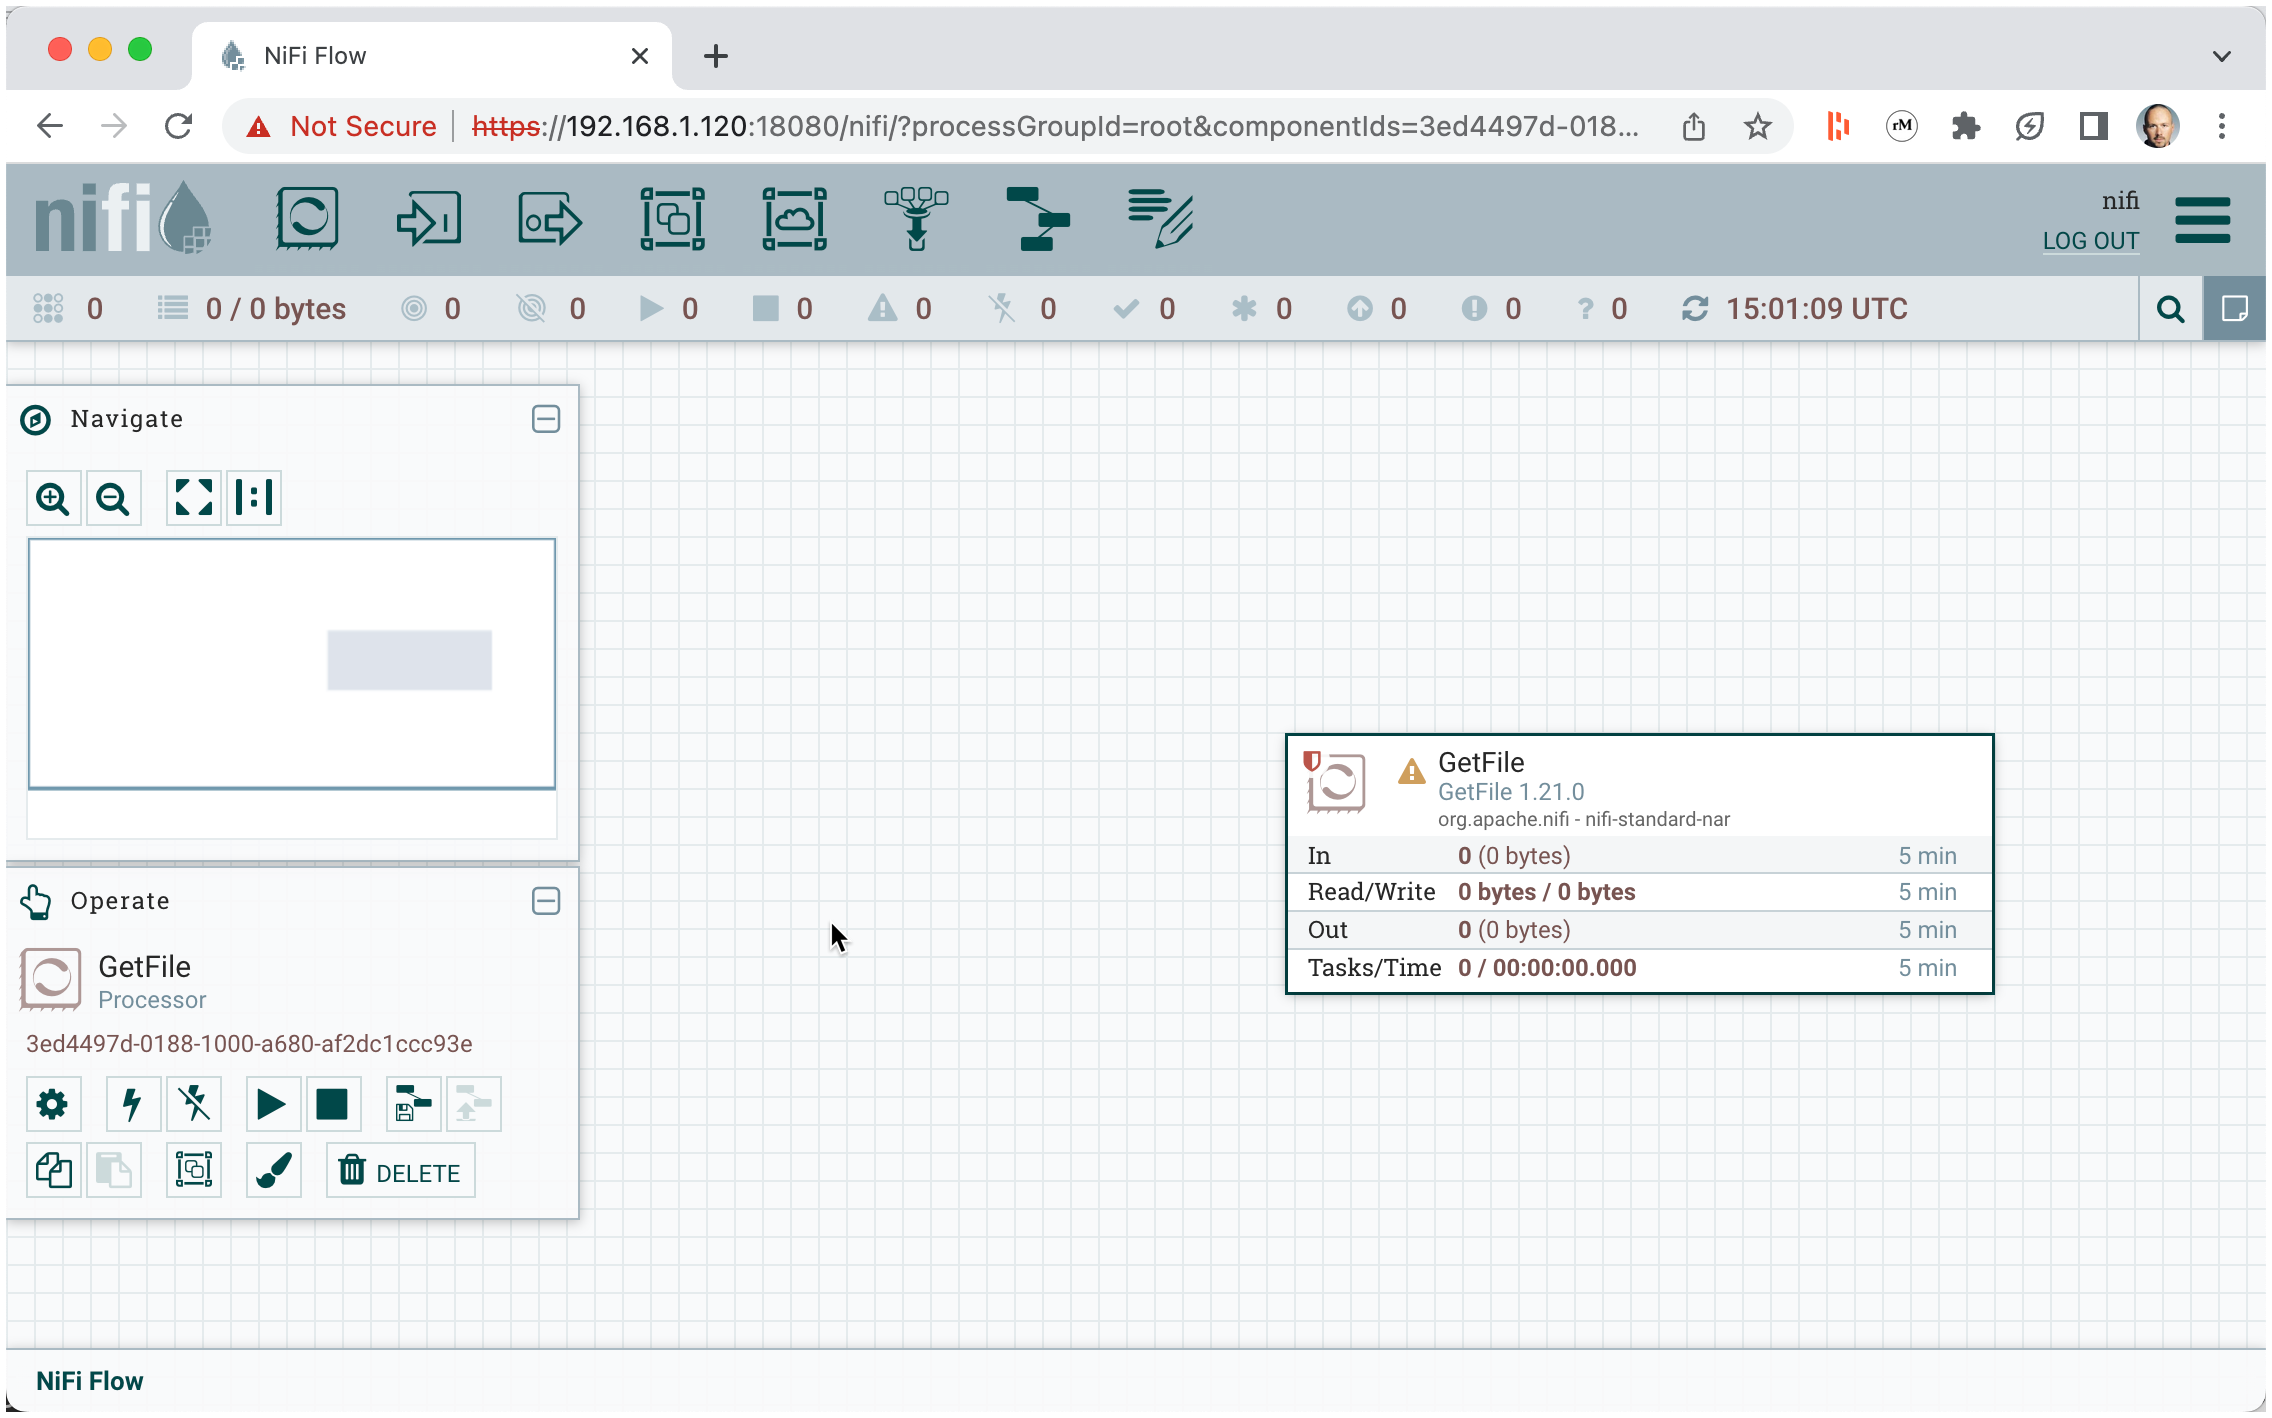 NiFi Flow
Not Secure https://192.168.1.120:18080/nifi/?processGroupId=root&componentIds=3ed4497d-018...
rM
nifi
nifi
LOG OUT
0 0 / 0 bytes 0 0 0 0 0 0 0 0 0 0 ? 0 15:01:09 UTC
Navigate
GetFile
GetFile 1.21.0
org.apache.nifi - nifi-standard-nar
In 0 (0 bytes) 5 min
Read/Write 0 bytes / 0 bytes 5 min
Out 0 (0 bytes) 5 min
Tasks/Time 0 / 00:00:00.000 5 min
Operate
GetFile
Processor
3ed4497d-0188-1000-a680-af2dc1ccc93e
DELETE
NiFi Flow